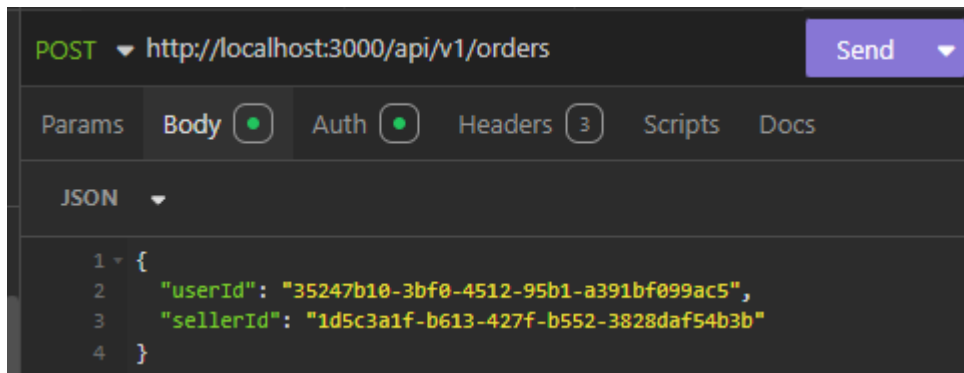 POST http://localhost:3000/api/v1/orders Send
Params Body Auth Headers 3 Scripts Docs
JSON
1 {
2 "userId": "35247b10-3bf0-4512-95b1-a391bf099ac5",
3 "sellerId": "1d5c3a1f-b613-427f-b552-3828daf54b3b"
4 }